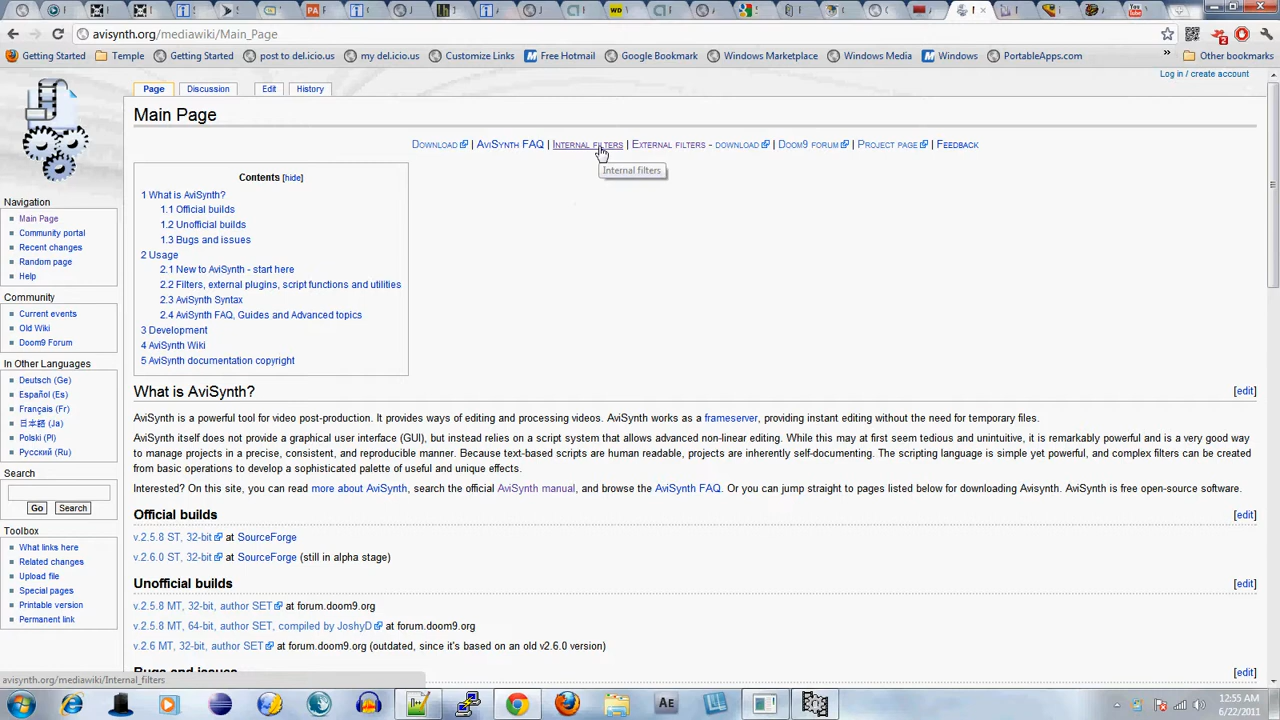 PA
WD
You
avisynth.org/mediawiki/Main_Page
2
Getting Started Temple Getting Started post to del.icio.us my del.icio.us Customize Links Free Hotmail Google Bookmark Windows Marketplace Windows Media Windows PortableApps.com » Other bookmarks
Log in / create account
Page Discussion Edit History
Main Page
Download | AviSynth FAQ | Internal filters | External filters - download | Doom9 forum | Project page | Feedback
Internal filters
Contents [hide]
1 What is AviSynth?
1.1 Official builds
1.2 Unofficial builds
1.3 Bugs and issues
2 Usage
2.1 New to AviSynth - start here
2.2 Filters, external plugins, script functions and utilities
2.3 AviSynth Syntax
2.4 AviSynth FAQ, Guides and Advanced topics
3 Development
4 AviSynth Wiki
5 AviSynth documentation copyright
Navigation
Main Page
Community portal
Recent changes
Random page
Help
Community
Current events
Old Wiki
Doom9 Forum
In Other Languages
Deutsch (Ge)
Español (Es)
Français (Fr)
日本語 (Ja)
Polski (Pl)
Русский (Ru)
Search
Go Search
Toolbox
What links here
Related changes
Upload file
Special pages
Printable version
Permanent link
What is AviSynth? [edit]
AviSynth is a powerful tool for video post-production. It provides ways of editing and processing videos. AviSynth works as a frameserver, providing instant editing without the need for temporary files.
AviSynth itself does not provide a graphical user interface (GUI), but instead relies on a script system that allows advanced non-linear editing. While this may at first seem tedious and unintuitive, it is remarkably powerful and is a very good way
to manage projects in a precise, consistent, and reproducible manner. Because text-based scripts are human readable, projects are inherently self-documenting. The scripting language is simple yet powerful, and complex filters can be created
from basic operations to develop a sophisticated palette of useful and unique effects.
Interested? On this site, you can read more about AviSynth, search the official AviSynth manual, and browse the AviSynth FAQ. Or you can jump straight to pages listed below for downloading Avisynth. AviSynth is free open-source software.
Official builds [edit]
v.2.5.8 ST, 32-bit at SourceForge
v.2.6.0 ST, 32-bit at SourceForge (still in alpha stage)
Unofficial builds [edit]
v.2.5.8 MT, 32-bit, author SET at forum.doom9.org
v.2.5.8 MT, 64-bit, author SET, compiled by JoshyD at forum.doom9.org
v.2.6 MT, 32-bit, author SET at forum.doom9.org (outdated, since it's based on an old v2.6.0 version)
Bugs and issues [edit]
avisynth.org/mediawiki/Internal_filters
AE
12:55 AM
6/22/2011